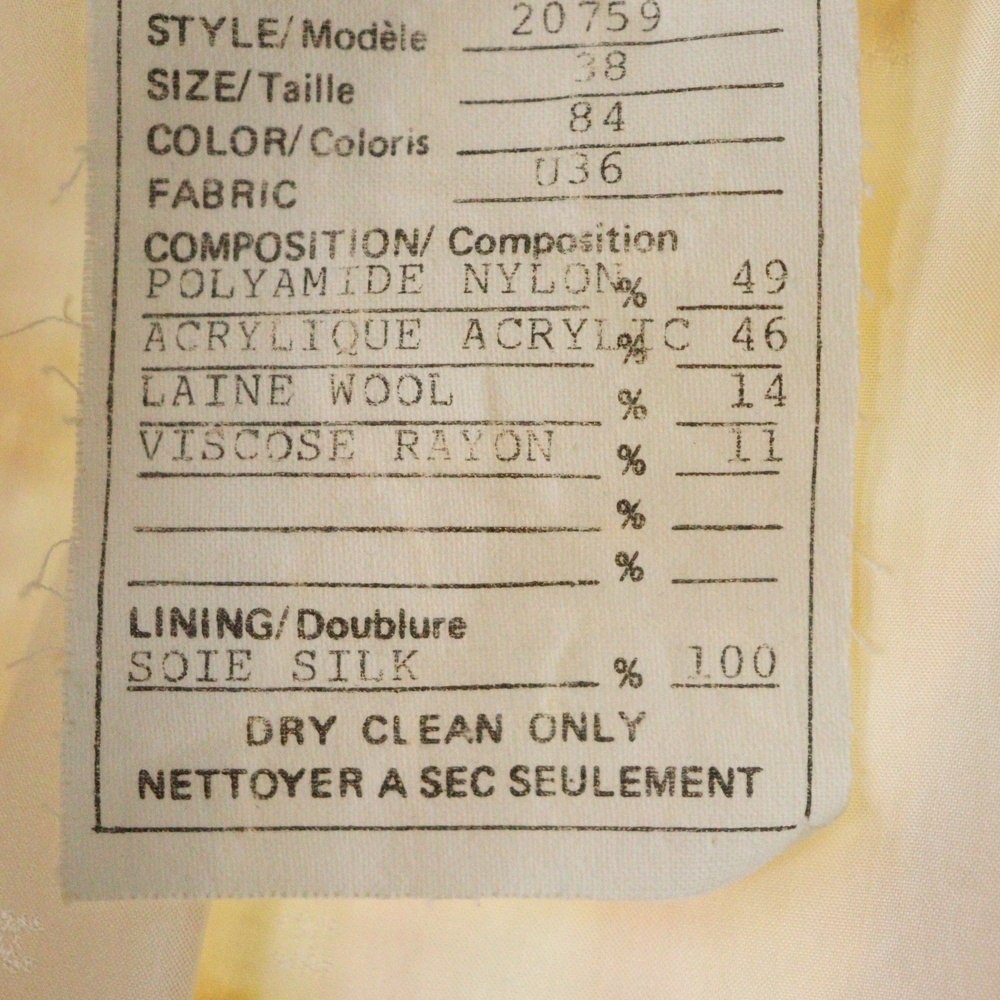 STYLE/Modèle 20759
SIZE/Taille 38
COLOR/Coloris 84
FABRIC U36
COMPOSITION/ Composition
POLYAMIDE NYLON % 49
ACRYLIQUE ACRYLIC % 46
LAINE WOOL % 14
VISCOSE RAYON % 11
%
%
LINING/Doublure
SOIE SILK % 100
DRY CLEAN ONLY
NETTOYER A SEC SEULEMENT